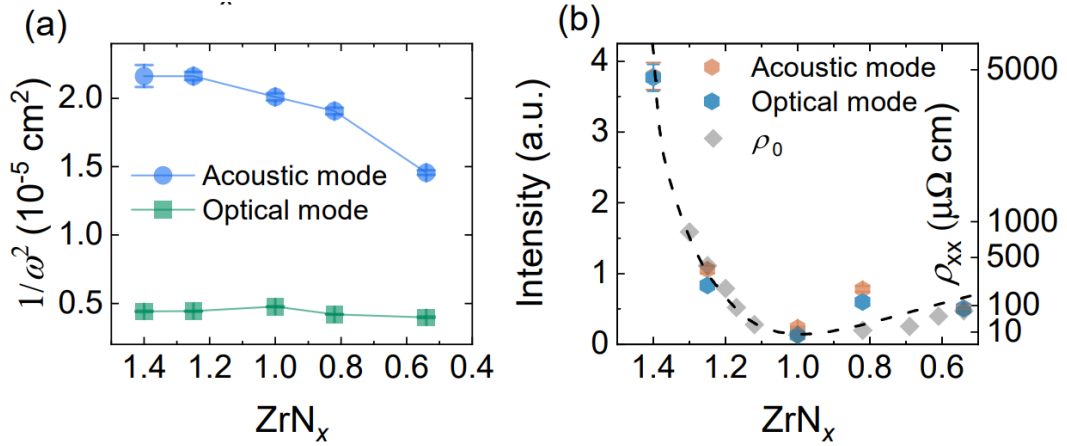 x
(a)
2.0
1.5
1.0
0.5
1/ω² (10⁻⁵ cm²)
Acoustic mode
Optical mode
1.4 1.2 1.0 0.8 0.6 0.4
ZrNₓ
(b)
4
3
2
1
0
Intensity (a.u.)
Acoustic mode
Optical mode
ρ₀
5000
1000
500
100
10
ρₓₓ (μΩ cm)
1.4 1.2 1.0 0.8 0.6
ZrNₓ